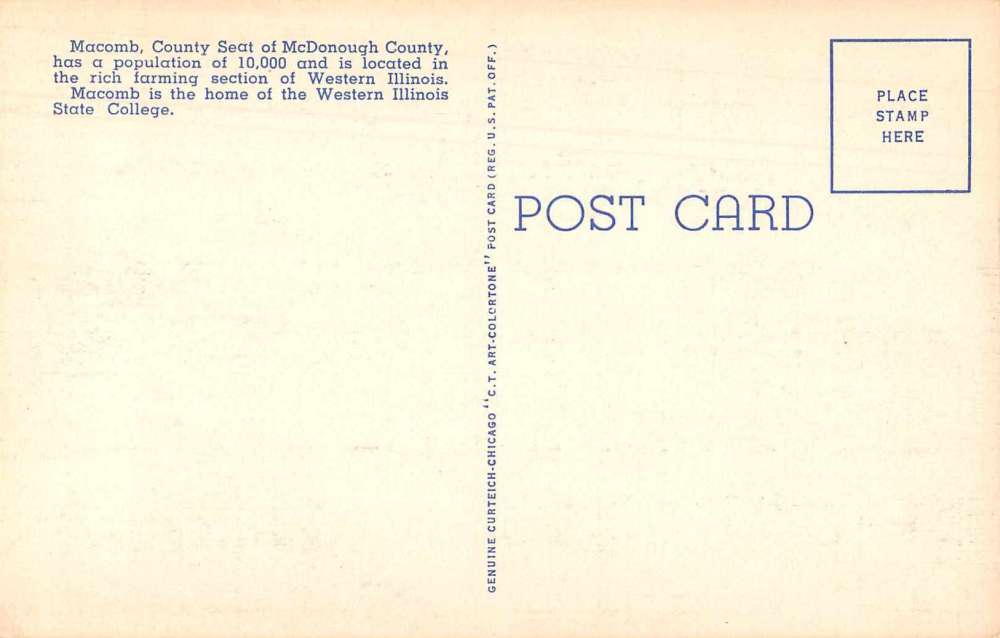 Macomb, County Seat of McDonough County,
has a population of 10,000 and is located in
the rich farming section of Western Illinois.
Macomb is the home of the Western Illinois
State College.
GENUINE CURTEICH-CHICAGO "C.T. ART-COLORTONE" POST CARD (REG. U.S. PAT. OFF.)
POST CARD
PLACE
STAMP
HERE